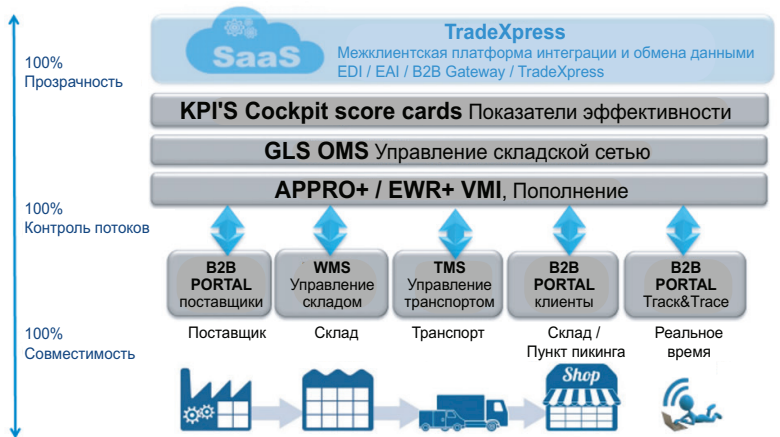 TradeXpress
SaaS
Межклиентская платформа интеграции и обмена данными
EDI / EAI / B2B Gateway / TradeXpress
100%
Прозрачность
KPI'S Cockpit score cards Показатели эффективности
GLS OMS Управление складской сетью
APPRO+ / EWR+ VMI, Пополнение
100%
Контроль потоков
B2B
PORTAL
поставщики
WMS
Управление
складом
TMS
Управление
транспортом
B2B
PORTAL
клиенты
B2B
PORTAL
Track&Trace
100%
Совместимость
Поставщик
Склад
Транспорт
Склад /
Пункт пикинга
Реальное
время
Shop